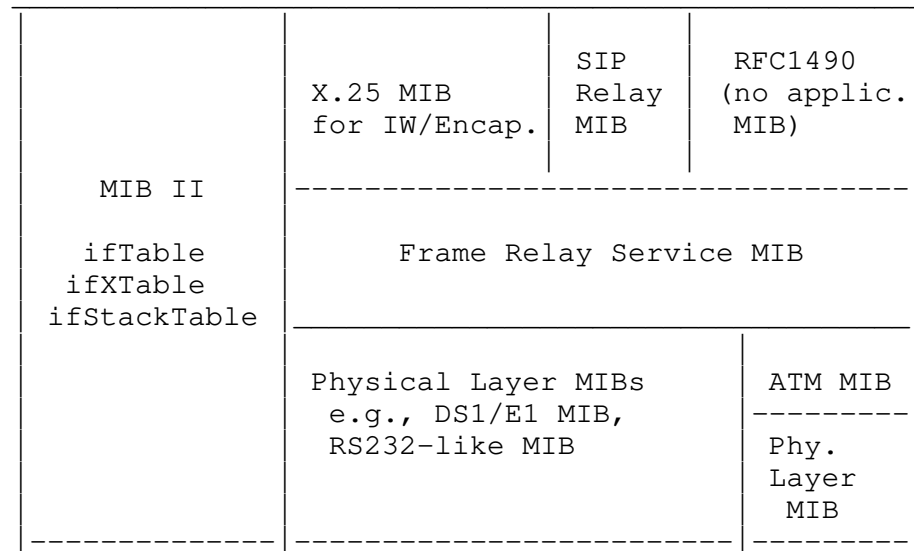 MIB II
ifTable
ifXTable
ifStackTable
X.25 MIB
for IW/Encap.
SIP
Relay
MIB
RFC1490
(no applic.
MIB)
Frame Relay Service MIB
Physical Layer MIBs
e.g., DS1/E1 MIB,
RS232-like MIB
ATM MIB
Phy.
Layer
MIB